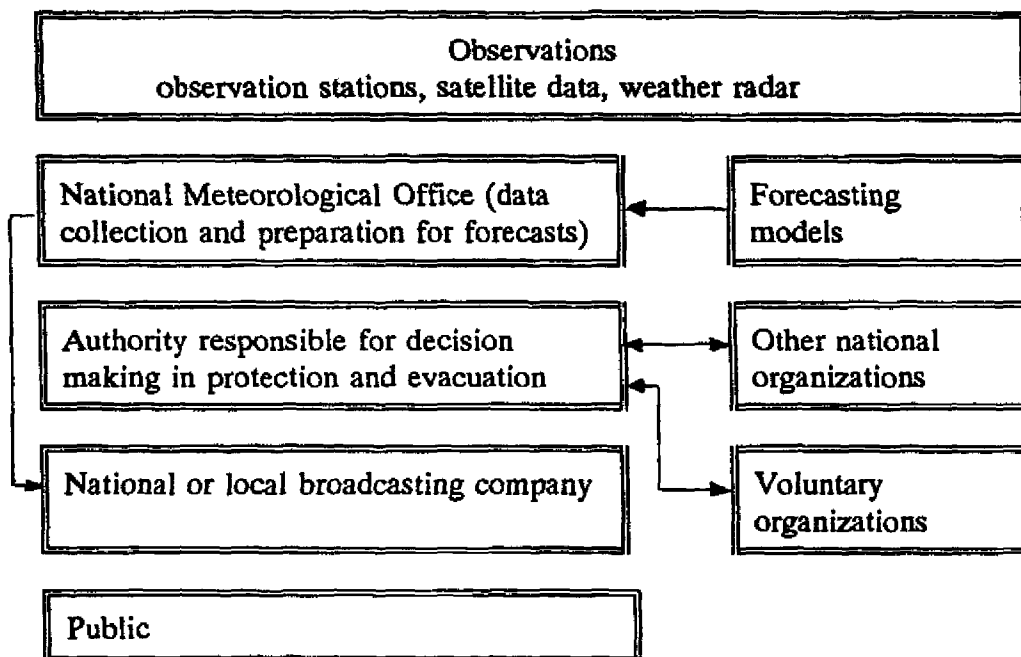 Observations
observation stations, satellite data, weather radar
National Meteorological Office (data
collection and preparation for forecasts)
Forecasting
models
Authority responsible for decision
making in protection and evacuation
Other national
organizations
National or local broadcasting company
Voluntary
organizations
Public